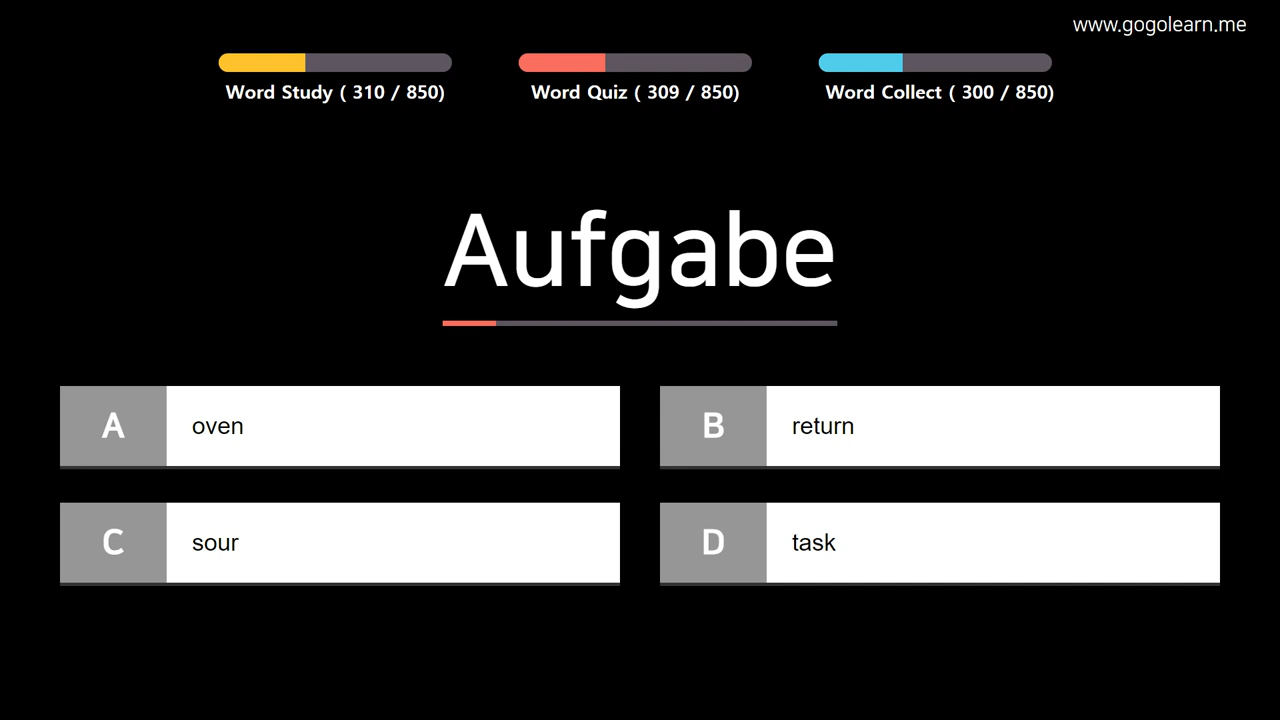 www.gogolearn.me
Word Study ( 310 / 850)
Word Quiz ( 309 / 850)
Word Collect ( 300 / 850)
Aufgabe
A oven
B return
C sour
D task